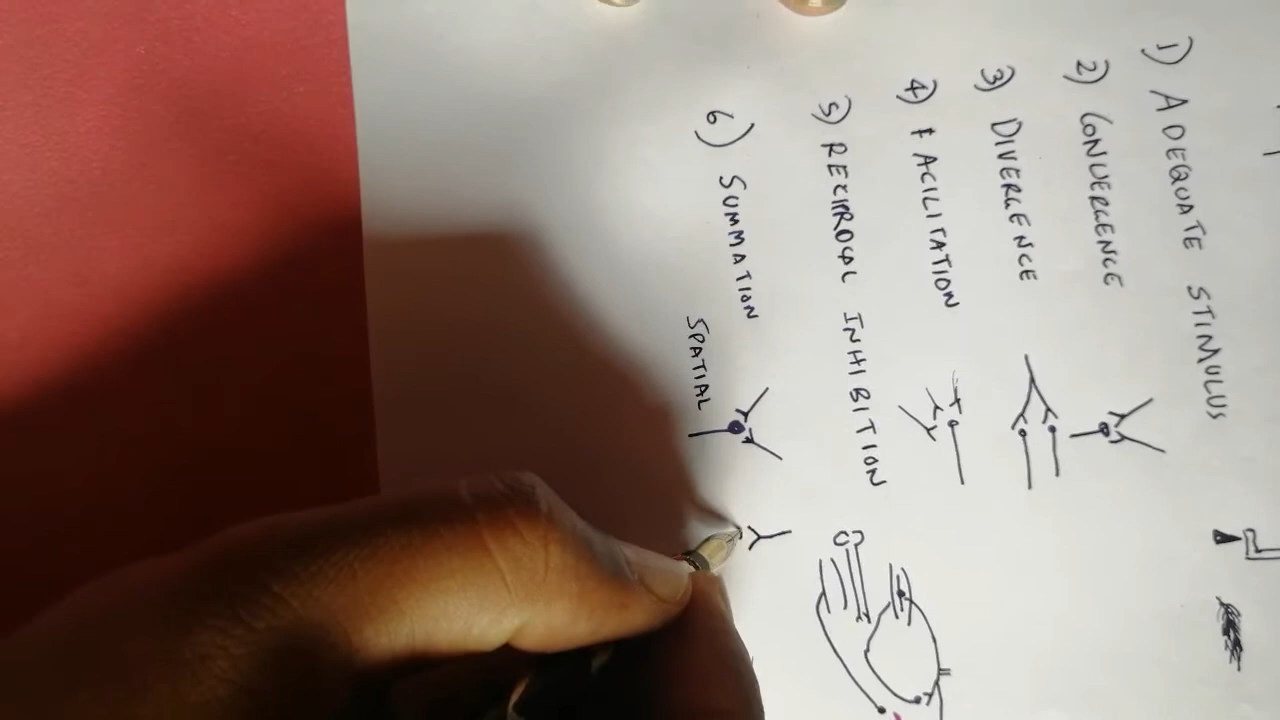 1) ADEQUATE STIMULUS
2) CONVERGENCE
3) DIVERGENCE
4) FACILITATION
5) RECIPROCAL INHIBITION
6) SUMMATION
SPATIAL